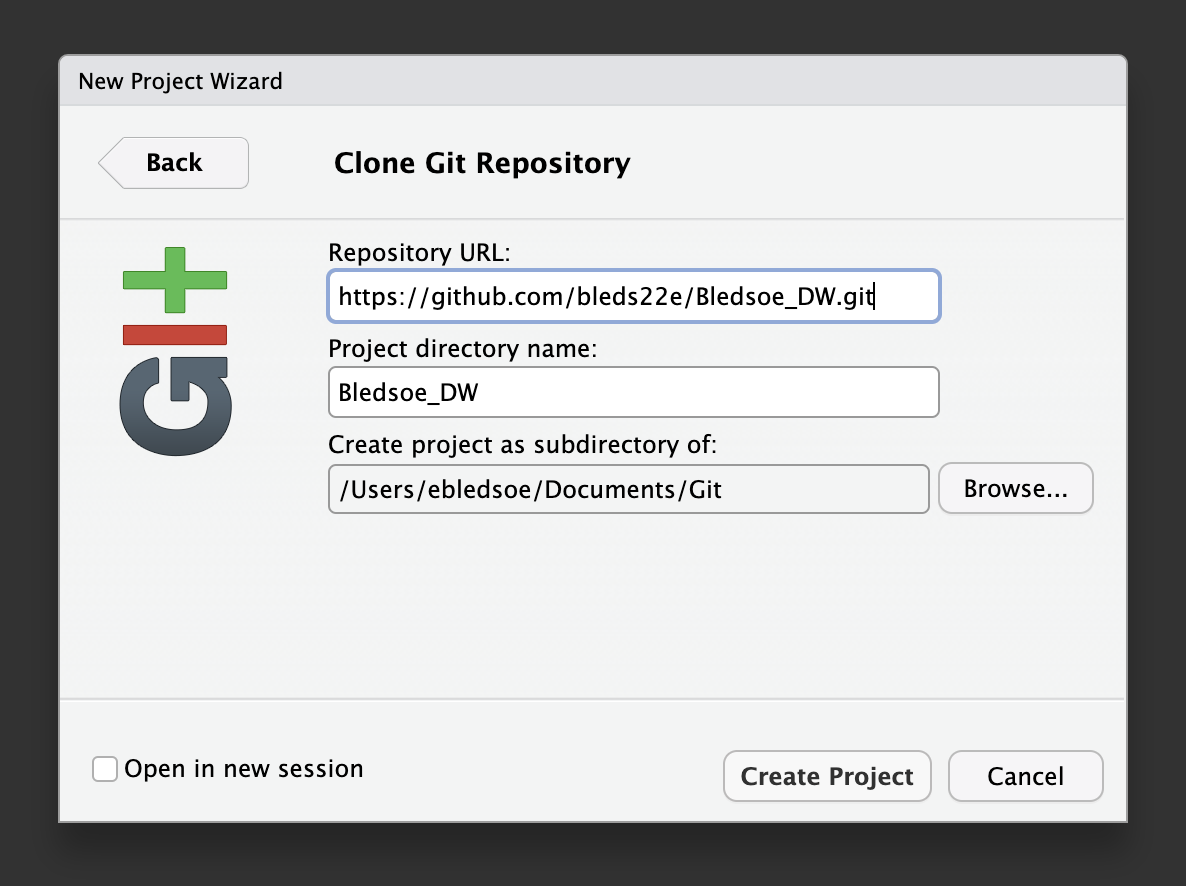 New Project Wizard
Back
Clone Git Repository
GIT
Repository URL:
https://github.com/bleds22e/Bledsoe_DW.git
Project directory name:
Bledsoe_DW
Create project as subdirectory of:
/Users/ebledsoe/Documents/Git
Browse...
Open in new session
Create Project
Cancel